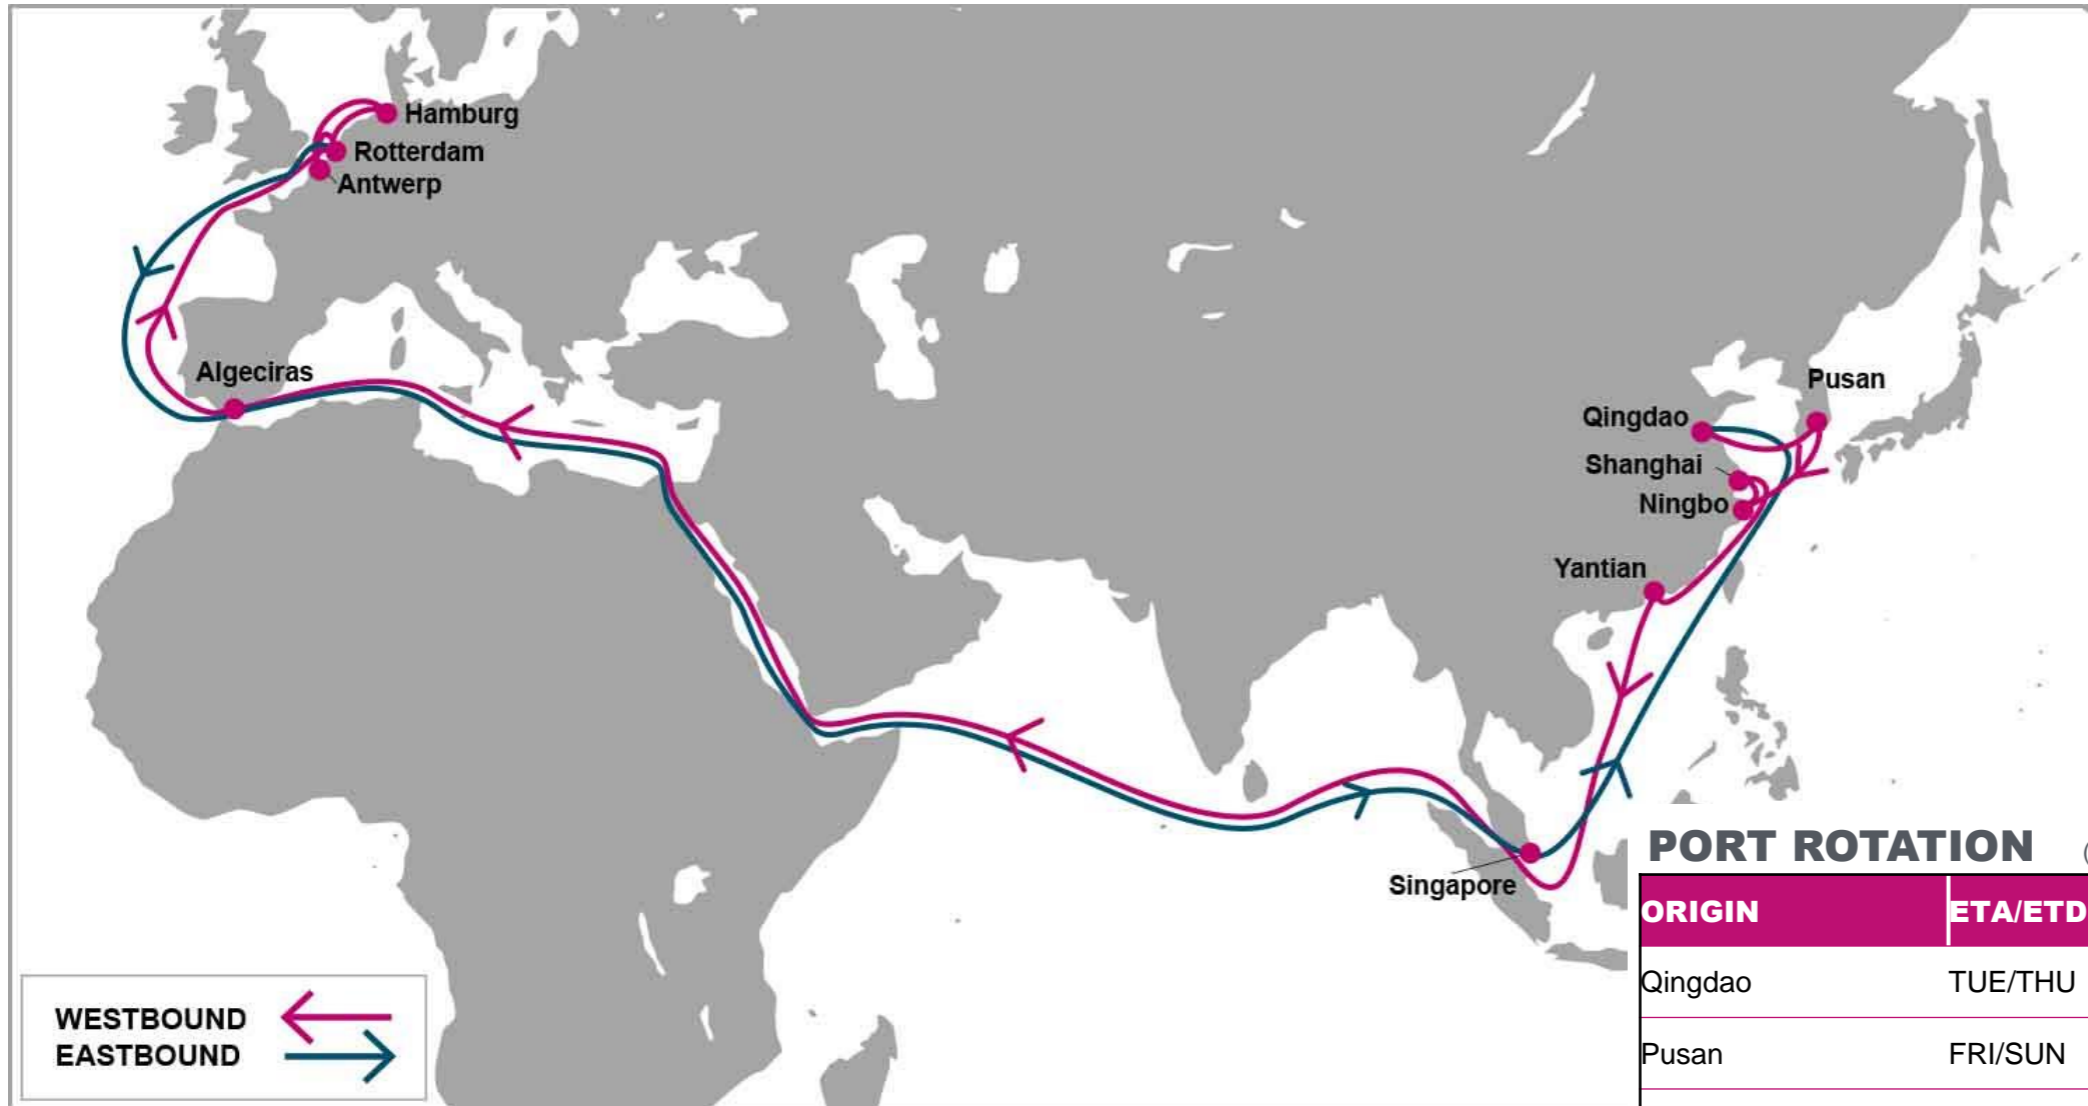 Hamburg
Rotterdam
Antwerp
Algeciras
Pusan
Qingdao
Shanghai
Ningbo
Yantian
Singapore
WESTBOUND
EASTBOUND
PORT ROTATION (
ORIGIN ETA/ETD
Qingdao TUE/THU
Pusan FRI/SUN